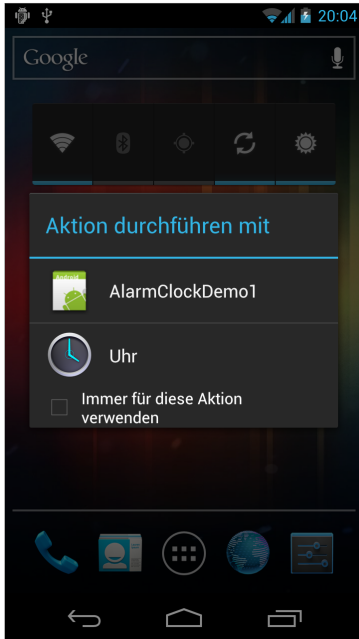 20:04
Google
Aktion durchführen mit
Android
AlarmClockDemo1
Uhr
Immer für diese Aktion
verwenden